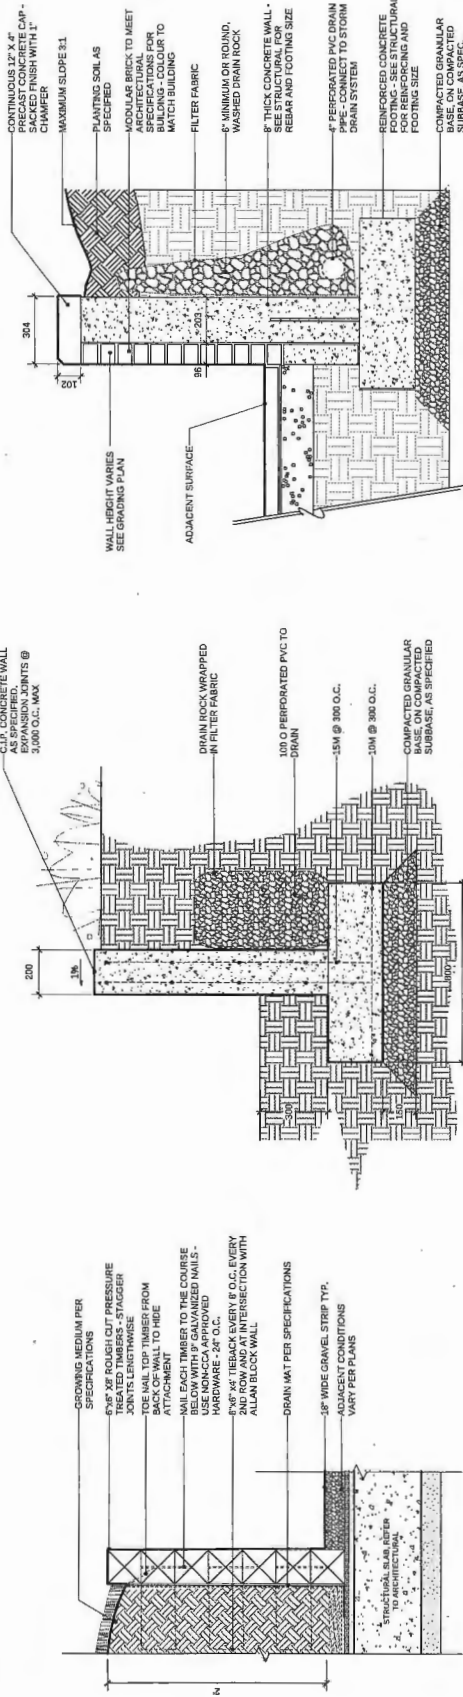 GROWING MEDIUM PER
SPECIFICATIONS
6"x6" X8' ROUGH CUT PRESSURE
TREATED TIMBERS - STAGGER
JOINTS LENGTHWISE
TOE NAIL TOP TIMBER FROM
BACK OF WALL TO HIDE
ATTACHMENT
NAIL EACH TIMBER TO THE COURSE
BELOW WITH 9" GALVANIZED NAILS -
USE NON-CCA APPROVED
HARDWARE - 24" O.C.
6"x6" x4' TIEBACK EVERY 6' O.C. EVERY
2ND ROW AND AT INTERSECTION WITH
ALLAN BLOCK WALL
DRAIN MAT PER SPECIFICATIONS
18" WIDE GRAVEL STRIP TYP.
ADJACENT CONDITIONS
VARY PER PLANS
STRUCTURAL SLAB, REFER
TO ARCHITECTURAL
2'
C.I.P. CONCRETE WALL
AS SPECIFIED,
EXPANSION JOINTS @
3,000 O.C. MAX
200
1%
DRAIN ROCK WRAPPED
IN FILTER FABRIC
100 O PERFORATED PVC TO
DRAIN
15M @ 300 O.C.
10M @ 300 O.C.
COMPACTED GRANULAR
BASE, ON COMPACTED
SUBBASE, AS SPECIFIED
300
150
CONTINUOUS 12" X 4"
PRECAST CONCRETE CAP -
SACKED FINISH WITH 1"
CHAMFER
MAXIMUM SLOPE 3:1
PLANTING SOIL AS
SPECIFIED
MODULAR BRICK TO MEET
ARCHITECTURAL
SPECIFICATIONS FOR
BUILDING - COLOUR TO
MATCH BUILDING
FILTER FABRIC
6" MINIMUM OR ROUND,
WASHED DRAIN ROCK
8" THICK CONCRETE WALL -
SEE STRUCTURAL FOR
REBAR AND FOOTING SIZE
4" PERFORATED PVC DRAIN
PIPE - CONNECT TO STORM
DRAIN SYSTEM
REINFORCED CONCRETE
FOOTING - SEE STRUCTURAL
FOR REINFORCING AND
FOOTING SIZE
COMPACTED GRANULAR
BASE, ON COMPACTED
SUBBASE, AS SPEC.
304
102
203
96
WALL HEIGHT VARIES
SEE GRADING PLAN
ADJACENT SURFACE